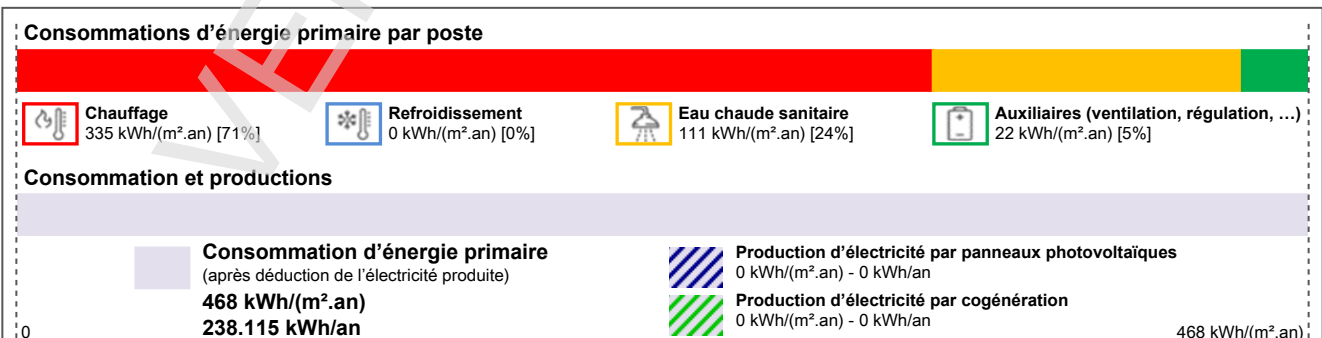 Consommations d’énergie primaire par poste
Chauffage
335 kWh/(m².an) [71%]
Refroidissement
0 kWh/(m².an) [0%]
Eau chaude sanitaire
111 kWh/(m².an) [24%]
Auxiliaires (ventilation, régulation, …)
22 kWh/(m².an) [5%]
Consommation et productions
Consommation d’énergie primaire
(après déduction de l’électricité produite)
468 kWh/(m².an)
238.115 kWh/an
Production d’électricité par panneaux photovoltaïques
0 kWh/(m².an) - 0 kWh/an
Production d’électricité par cogénération
0 kWh/(m².an) - 0 kWh/an
0
468 kWh/(m².an)